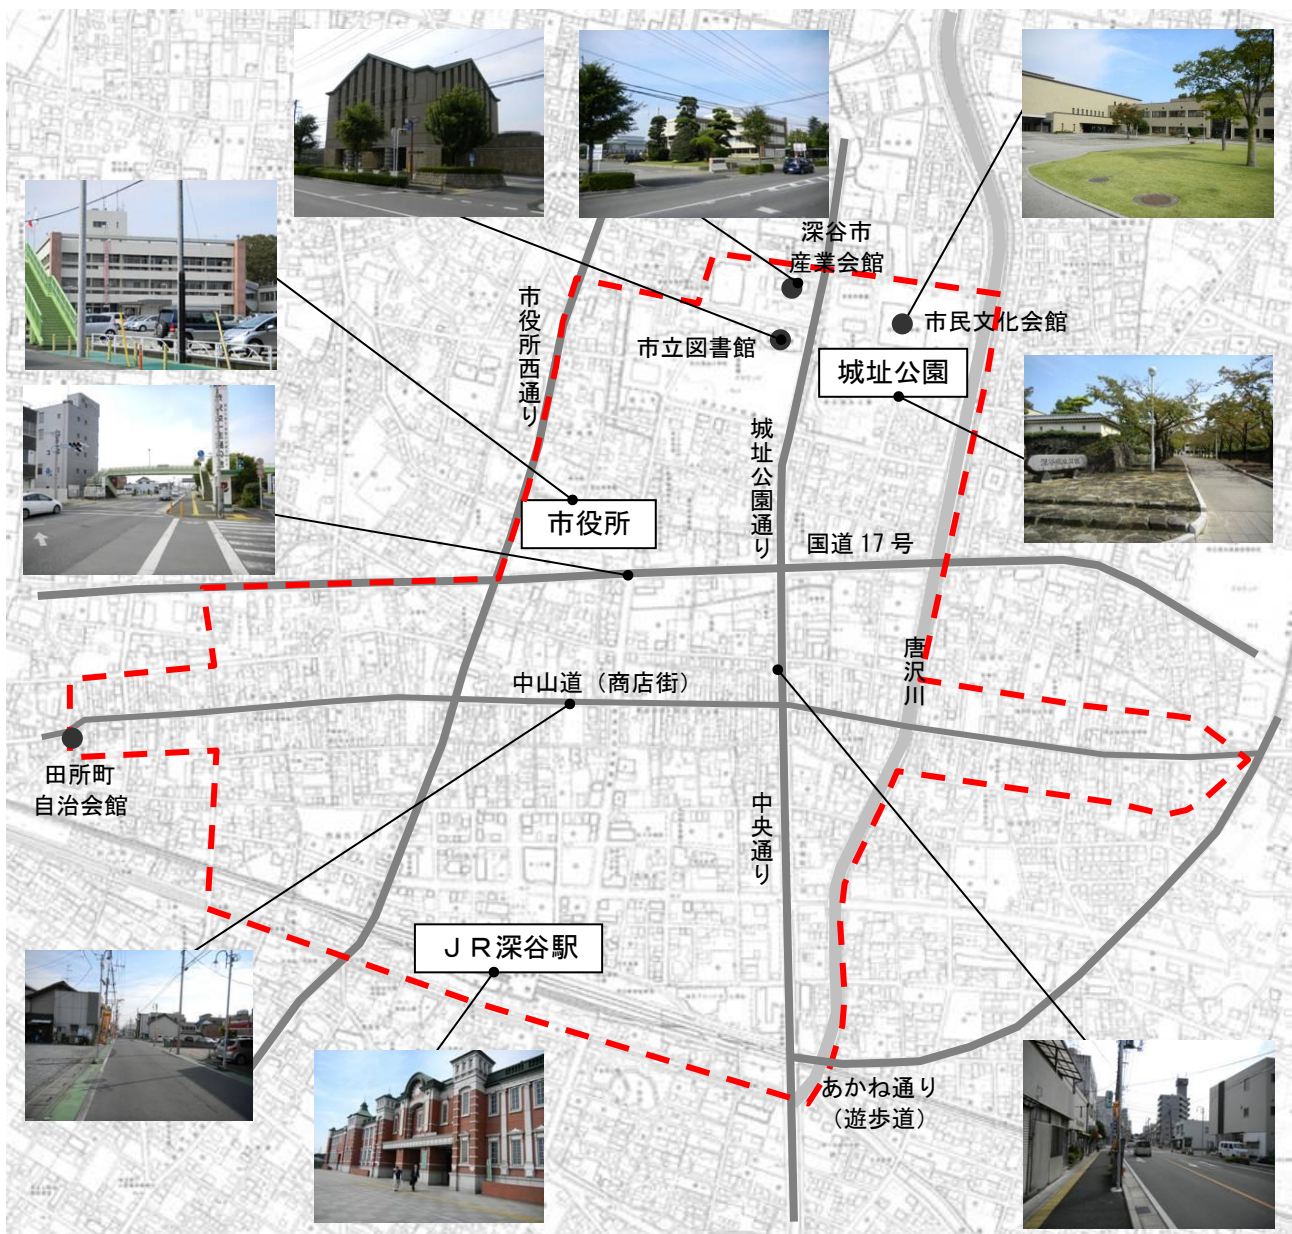 深谷市
産業会館
市民文化会館
市立図書館
城址公園
市役所西通り
城址公園通り
市役所
国道 17 号
唐沢川
中山道（商店街）
田所町
自治会館
中央通り
ＪＲ深谷駅
あかね通り
（遊歩道）